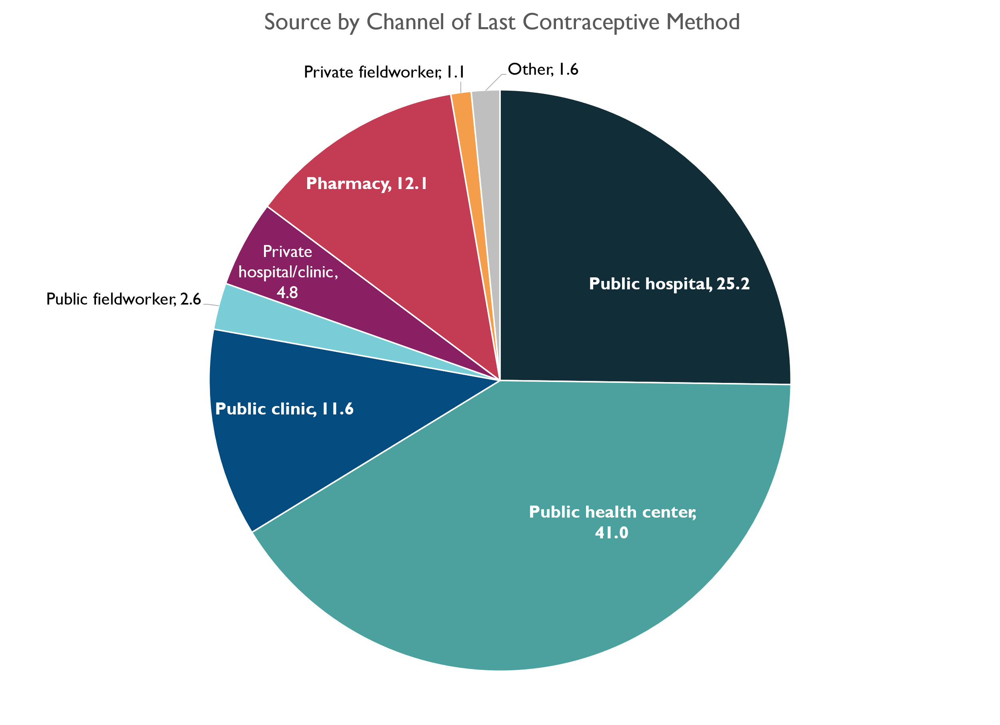 Source by Channel of Last Contraceptive Method
Private fieldworker, 1.1
Other, 1.6
Pharmacy, 12.1
Private
hospital/clinic,
4.8
Public hospital, 25.2
Public fieldworker, 2.6
Public clinic, 11.6
Public health center,
41.0